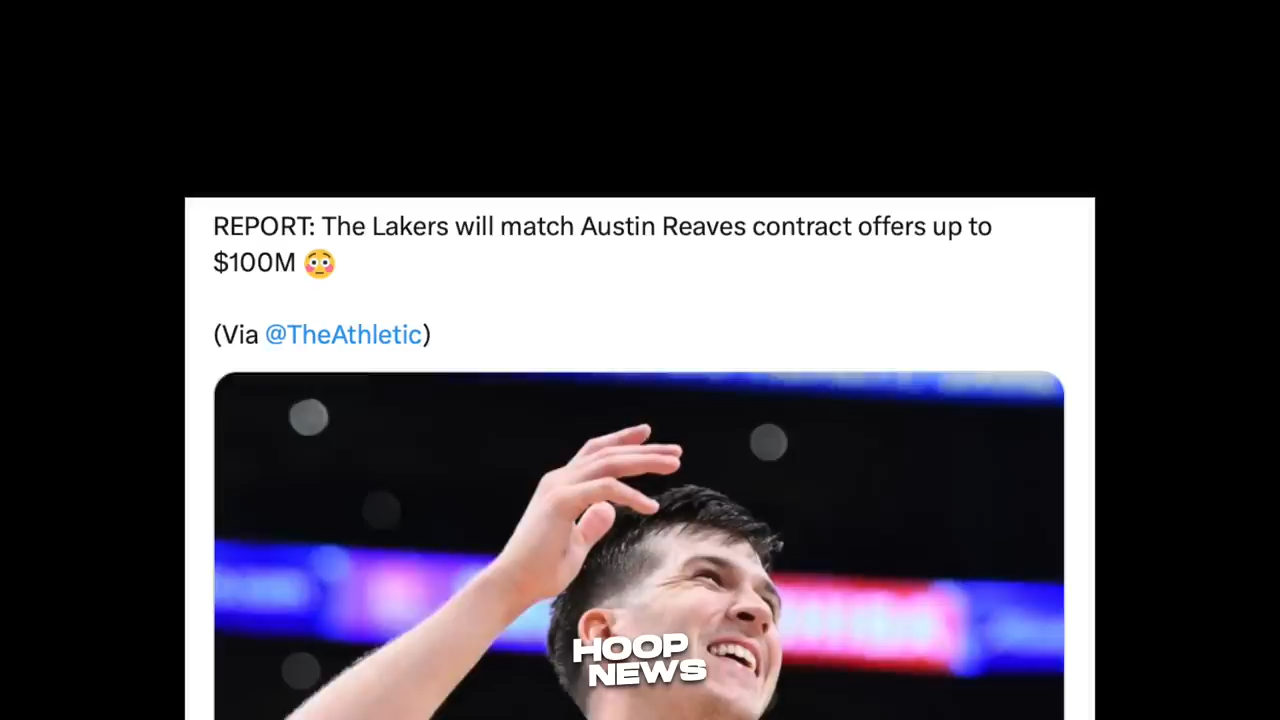 REPORT: The Lakers will match Austin Reaves contract offers up to
$100M 😳
(Via @TheAthletic)
HOOP
NEWS